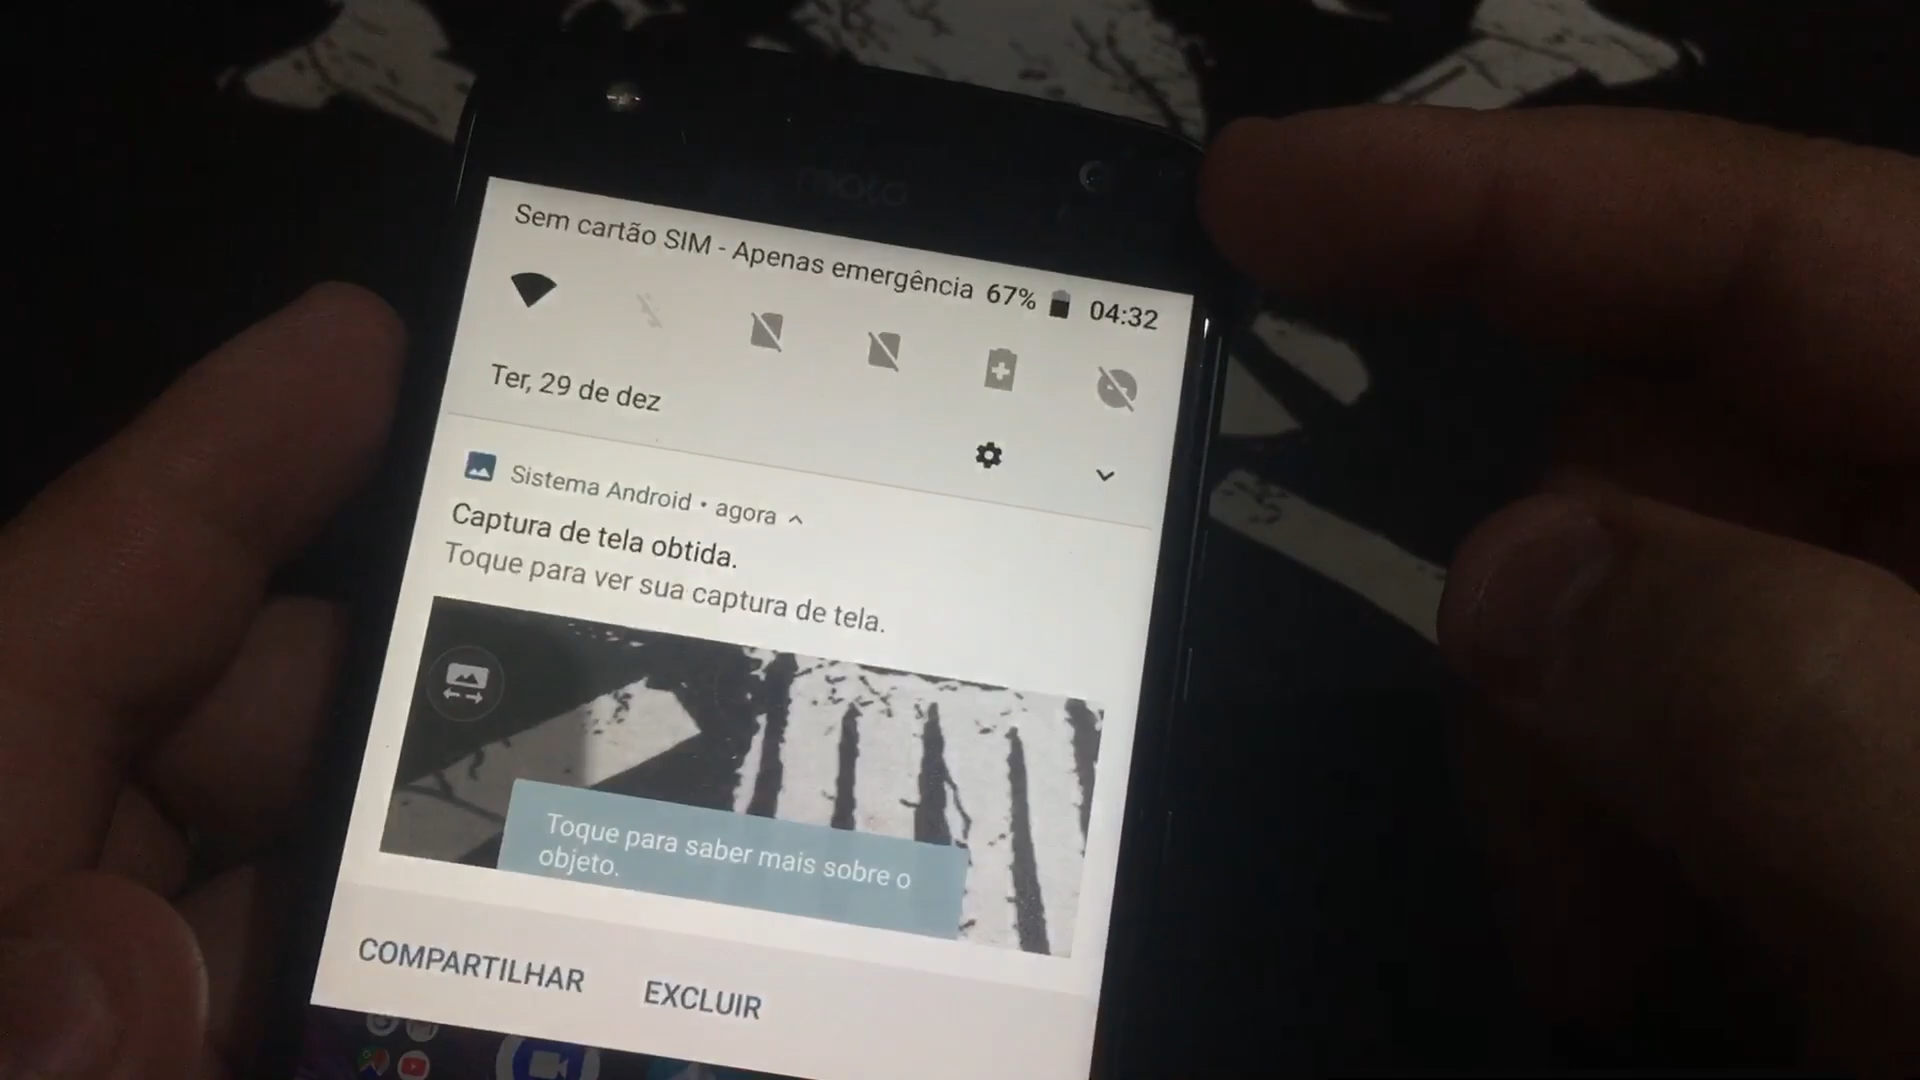 moto
Sem cartão SIM - Apenas emergência 67% 04:32
Ter, 29 de dez
Sistema Android • agora
Captura de tela obtida.
Toque para ver sua captura de tela.
Toque para saber mais sobre o
objeto.
COMPARTILHAR EXCLUIR